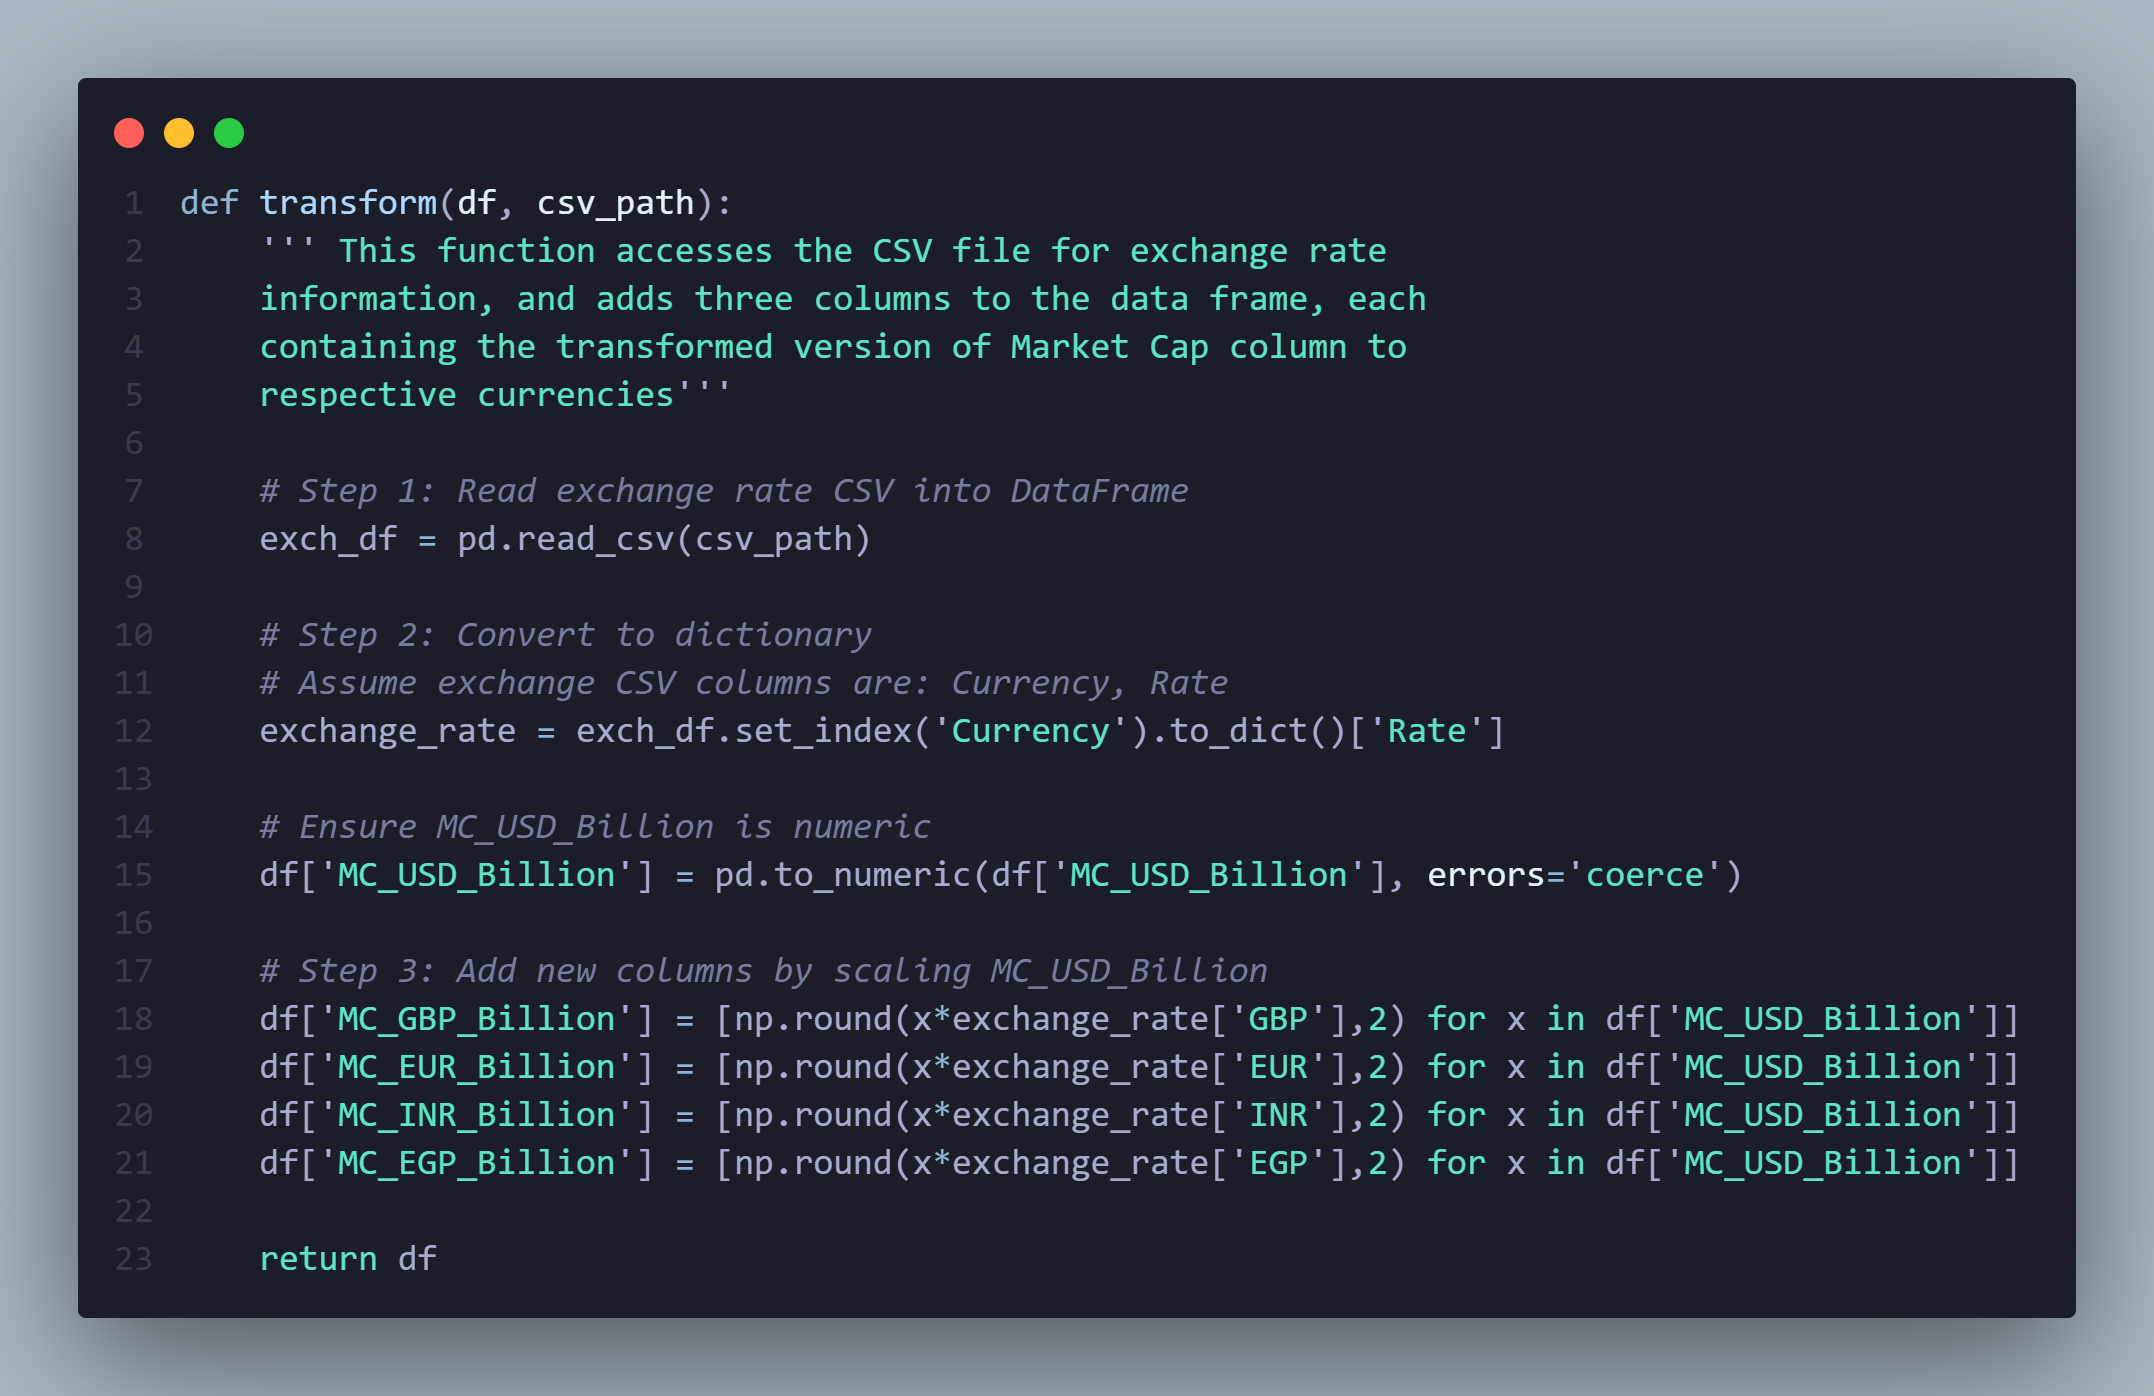 1 def transform(df, csv_path):
2     ''' This function accesses the CSV file for exchange rate
3     information, and adds three columns to the data frame, each
4     containing the transformed version of Market Cap column to
5     respective currencies'''
6
7     # Step 1: Read exchange rate CSV into DataFrame
8     exch_df = pd.read_csv(csv_path)
9
10     # Step 2: Convert to dictionary
11     # Assume exchange CSV columns are: Currency, Rate
12     exchange_rate = exch_df.set_index('Currency').to_dict()['Rate']
13
14     # Ensure MC_USD_Billion is numeric
15     df['MC_USD_Billion'] = pd.to_numeric(df['MC_USD_Billion'], errors='coerce')
16
17     # Step 3: Add new columns by scaling MC_USD_Billion
18     df['MC_GBP_Billion'] = [np.round(x*exchange_rate['GBP'],2) for x in df['MC_USD_Billion']]
19     df['MC_EUR_Billion'] = [np.round(x*exchange_rate['EUR'],2) for x in df['MC_USD_Billion']]
20     df['MC_INR_Billion'] = [np.round(x*exchange_rate['INR'],2) for x in df['MC_USD_Billion']]
21     df['MC_EGP_Billion'] = [np.round(x*exchange_rate['EGP'],2) for x in df['MC_USD_Billion']]
22
23     return df